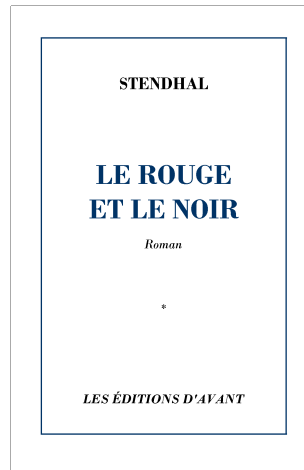 STENDHAL
LE ROUGE
ET LE NOIR
Roman
*
LES ÉDITIONS D'AVANT